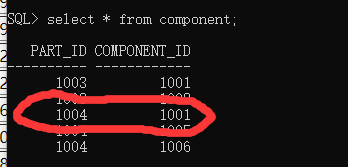 SQL> select * from component;
PART_ID COMPONENT_ID
---------- ------------
1003 1001
1004 1001
1004 1006